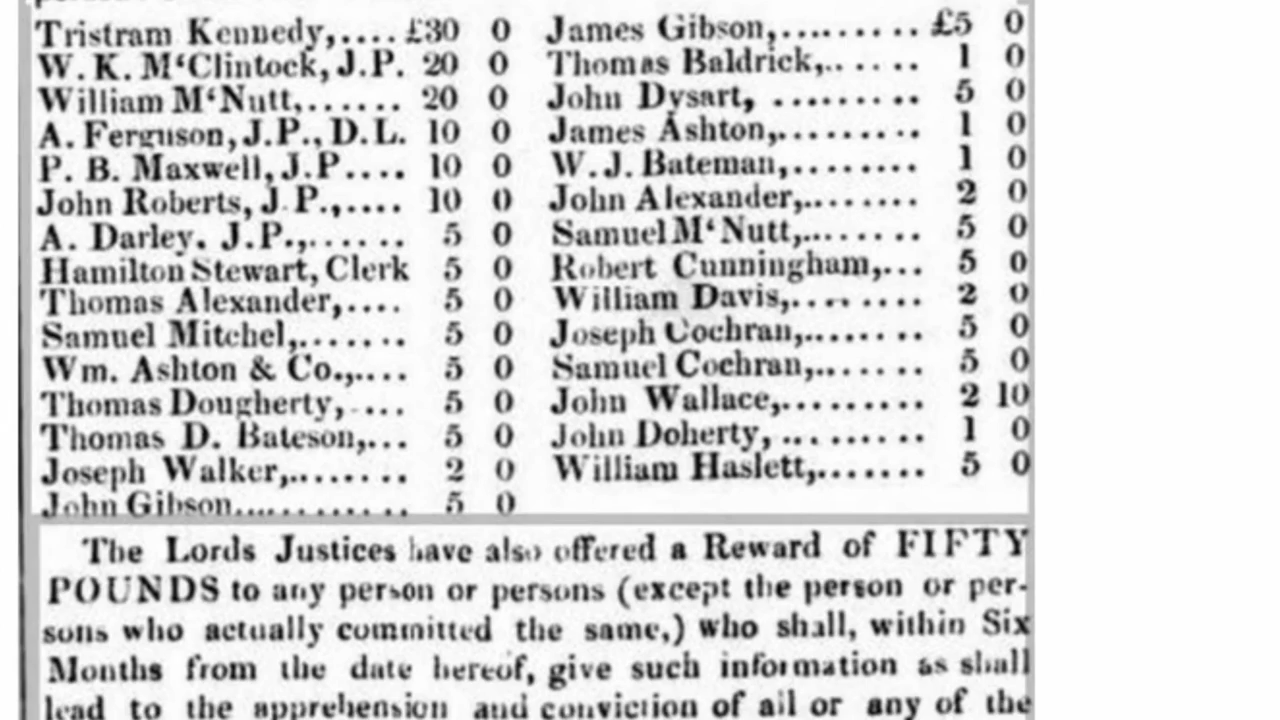 Tristram Kennedy,.... £30 0
W. K. M‘Clintock, J.P. 20 0
William M‘Nutt,...... 20 0
A. Ferguson, J.P., D.L. 10 0
P. B. Maxwell, J.P.... 10 0
John Roberts, J.P.,.... 10 0
A. Darley. J.P.,...... 5 0
Hamilton Stewart, Clerk 5 0
Thomas Alexander,.... 5 0
Samuel Mitchel,....... 5 0
Wm. Ashton & Co.,.... 5 0
Thomas Dougherty,.... 5 0
Thomas D. Bateson,... 5 0
Joseph Walker,........ 2 0
John Gibson........... 5 0
James Gibson,......... £5 0
Thomas Baldrick,...... 1 0
John Dysart, ......... 5 0
James Ashton,......... 1 0
W. J. Bateman,........ 1 0
John Alexander,....... 2 0
Samuel M‘Nutt,........ 5 0
Robert Cunningham,... 5 0
William Davis,........ 2 0
Joseph Cochran,....... 5 0
Samuel Cochran,....... 5 0
John Wallace,......... 2 10
John Doherty, ......... 1 0
William Haslett,....... 5 0
The Lords Justices have also offered a Reward of FIFTY
POUNDS to any person or persons (except the person or per-
sons who actually committed the same,) who shall, within Six
Months from the date hereof, give such information as shall
lead to the apprehension and conviction of all or any of the